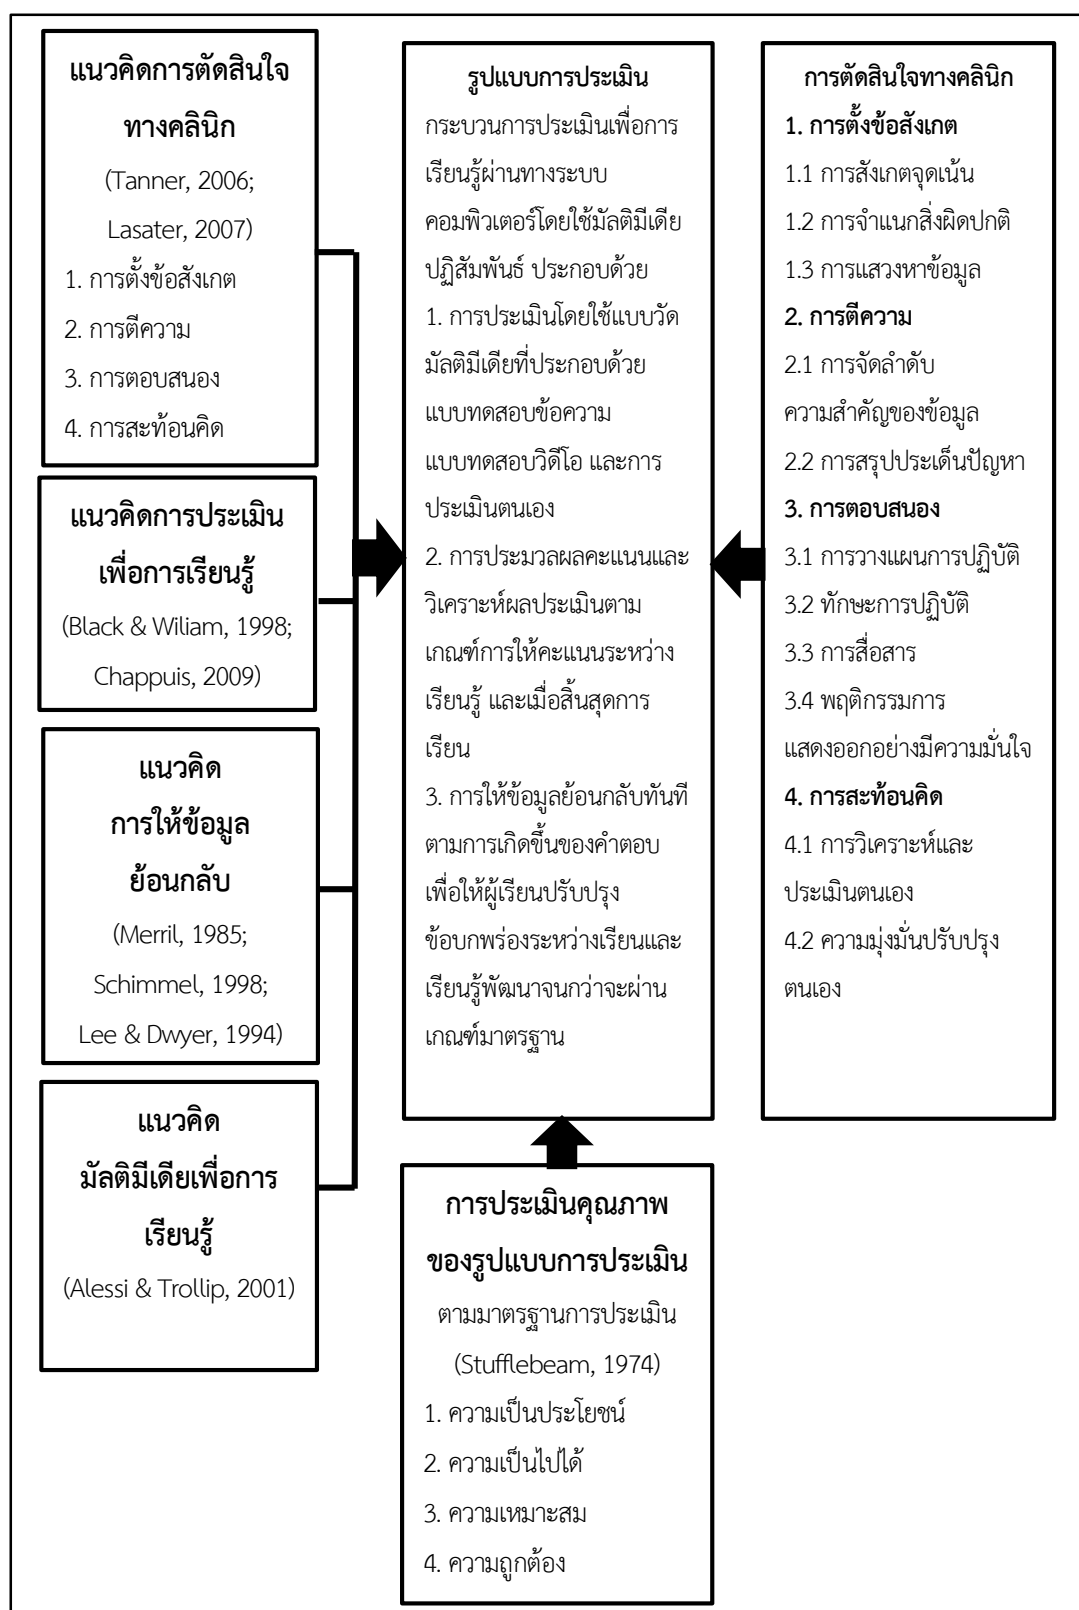 แนวคิดการตัดสินใจ
ทางคลินิก
(Tanner, 2006;
Lasater, 2007)
1. การตั้งข้อสังเกต
2. การตีความ
3. การตอบสนอง
4. การสะท้อนคิด
แนวคิดการประเมิน
เพื่อการเรียนรู้
(Black & Wiliam, 1998;
Chappuis, 2009)
แนวคิด
การให้ข้อมูล
ย้อนกลับ
(Merril, 1985;
Schimmel, 1998;
Lee & Dwyer, 1994)
แนวคิด
มัลติมีเดียเพื่อการ
เรียนรู้
(Alessi & Trollip, 2001)
รูปแบบการประเมิน
กระบวนการประเมินเพื่อการ
เรียนรู้ผ่านทางระบบ
คอมพิวเตอร์โดยใช้มัลติมีเดีย
ปฏิสัมพันธ์ ประกอบด้วย
1. การประเมินโดยใช้แบบวัด
มัลติมีเดียที่ประกอบด้วย
แบบทดสอบข้อความ
แบบทดสอบวิดีโอ และการ
ประเมินตนเอง
2. การประมวลผลคะแนนและ
วิเคราะห์ผลประเมินตาม
เกณฑ์การให้คะแนนระหว่าง
เรียนรู้ และเมื่อสิ้นสุดการ
เรียน
3. การให้ข้อมูลย้อนกลับทันที
ตามการเกิดขึ้นของคำตอบ
เพื่อให้ผู้เรียนปรับปรุง
ข้อบกพร่องระหว่างเรียนและ
เรียนรู้พัฒนาจนกว่าจะผ่าน
เกณฑ์มาตรฐาน
การประเมินคุณภาพ
ของรูปแบบการประเมิน
ตามมาตรฐานการประเมิน
(Stufflebeam, 1974)
1. ความเป็นประโยชน์
2. ความเป็นไปได้
3. ความเหมาะสม
4. ความถูกต้อง
การตัดสินใจทางคลินิก
1. การตั้งข้อสังเกต
1.1 การสังเกตจุดเน้น
1.2 การจำแนกสิ่งผิดปกติ
1.3 การแสวงหาข้อมูล
2. การตีความ
2.1 การจัดลำดับ
ความสำคัญของข้อมูล
2.2 การสรุปประเด็นปัญหา
3. การตอบสนอง
3.1 การวางแผนการปฏิบัติ
3.2 ทักษะการปฏิบัติ
3.3 การสื่อสาร
3.4 พฤติกรรมการ
แสดงออกอย่างมีความมั่นใจ
4. การสะท้อนคิด
4.1 การวิเคราะห์และ
ประเมินตนเอง
4.2 ความมุ่งมั่นปรับปรุง
ตนเอง